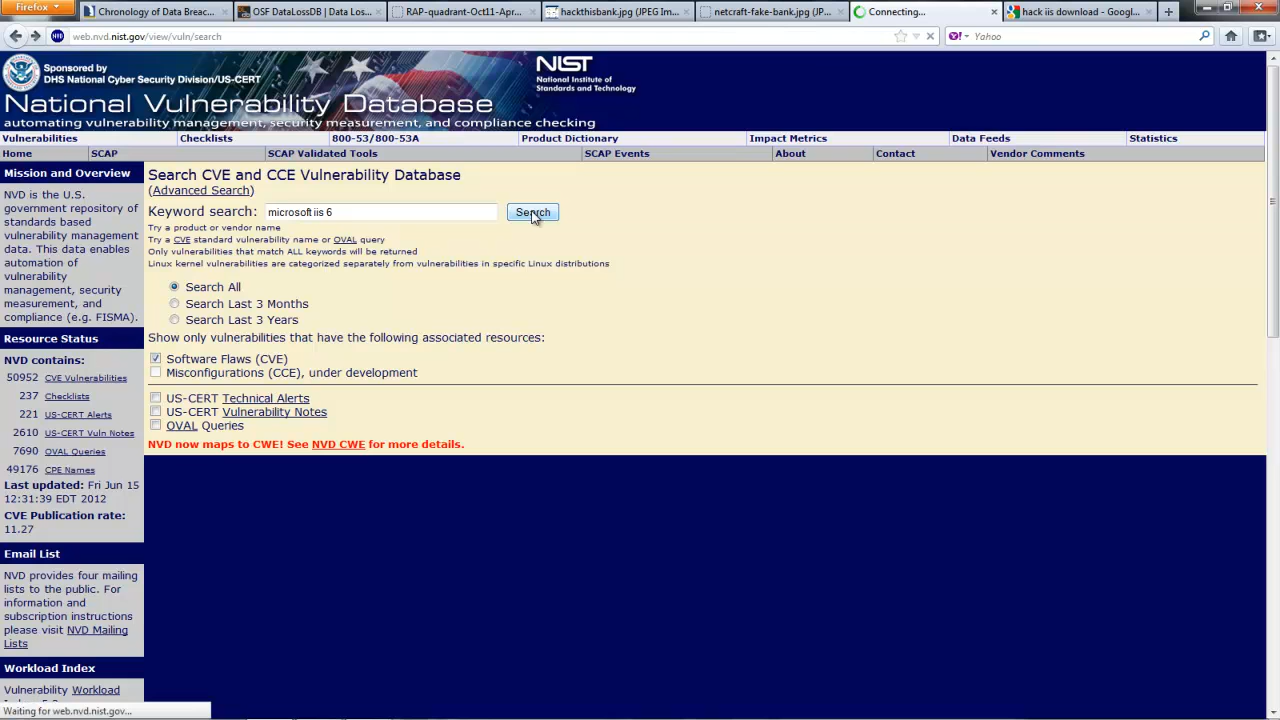 Firefox
Chronology of Data Breac...
OSF DataLossDB | Data Los...
RAP-quadrant-Oct11-Apr...
hackthisbank.jpg (JPEG Im...
netcraft-fake-bank.jpg (JP...
Connecting...
hack iis download - Googl...
web.nvd.nist.gov/view/vuln/search
Yahoo
Sponsored by
DHS National Cyber Security Division/US-CERT
NIST
National Institute of
Standards and Technology
National Vulnerability Database
automating vulnerability management, security measurement, and compliance checking
Vulnerabilities Checklists 800-53/800-53A Product Dictionary Impact Metrics Data Feeds Statistics
Home SCAP SCAP Validated Tools SCAP Events About Contact Vendor Comments
Mission and Overview
NVD is the U.S.
government repository of
standards based
vulnerability management
data. This data enables
automation of
vulnerability
management, security
measurement, and
compliance (e.g. FISMA).
Resource Status
NVD contains:
50952 CVE Vulnerabilities
237 Checklists
221 US-CERT Alerts
2610 US-CERT Vuln Notes
7690 OVAL Queries
49176 CPE Names
Last updated: Fri Jun 15
12:31:39 EDT 2012
CVE Publication rate:
11.27
Email List
NVD provides four mailing
lists to the public. For
information and
subscription instructions
please visit NVD Mailing
Lists
Workload Index
Vulnerability Workload
Search CVE and CCE Vulnerability Database
(Advanced Search)
Keyword search: microsoft iis 6 Search
Try a product or vendor name
Try a CVE standard vulnerability name or OVAL query
Only vulnerabilities that match ALL keywords will be returned
Linux kernel vulnerabilities are categorized separately from vulnerabilities in specific Linux distributions
Search All
Search Last 3 Months
Search Last 3 Years
Show only vulnerabilities that have the following associated resources:
Software Flaws (CVE)
Misconfigurations (CCE), under development
US-CERT Technical Alerts
US-CERT Vulnerability Notes
OVAL Queries
NVD now maps to CWE! See NVD CWE for more details.
Waiting for web.nvd.nist.gov...